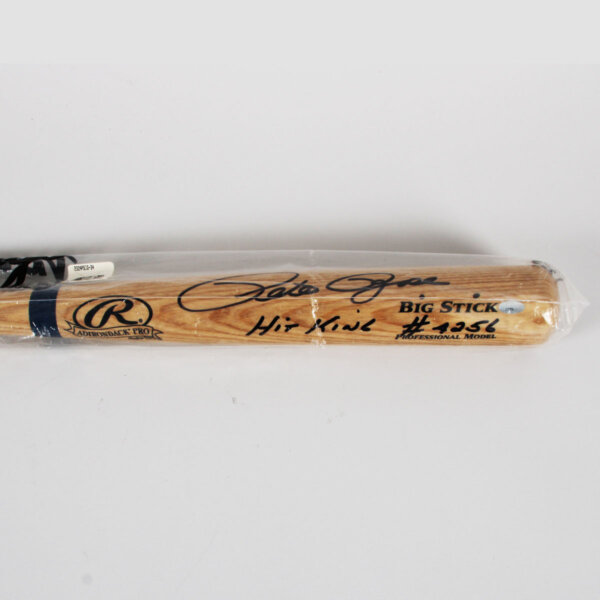 Pete Rose
Hit King #4256
R
ADIRONDACK PRO
BIG STICK
PROFESSIONAL MODEL